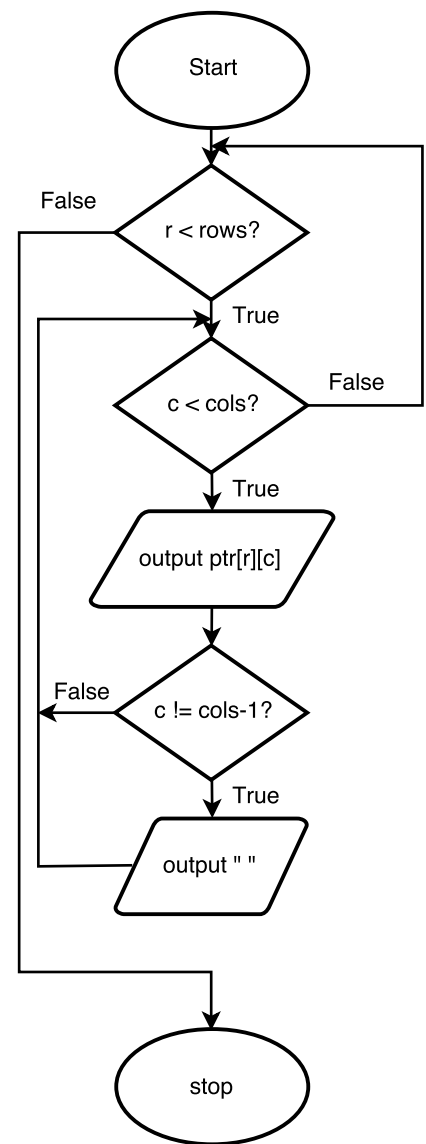 Start
False
r < rows?
True
False
c < cols?
True
output ptr[r][c]
False
c != cols-1?
True
output " "
stop